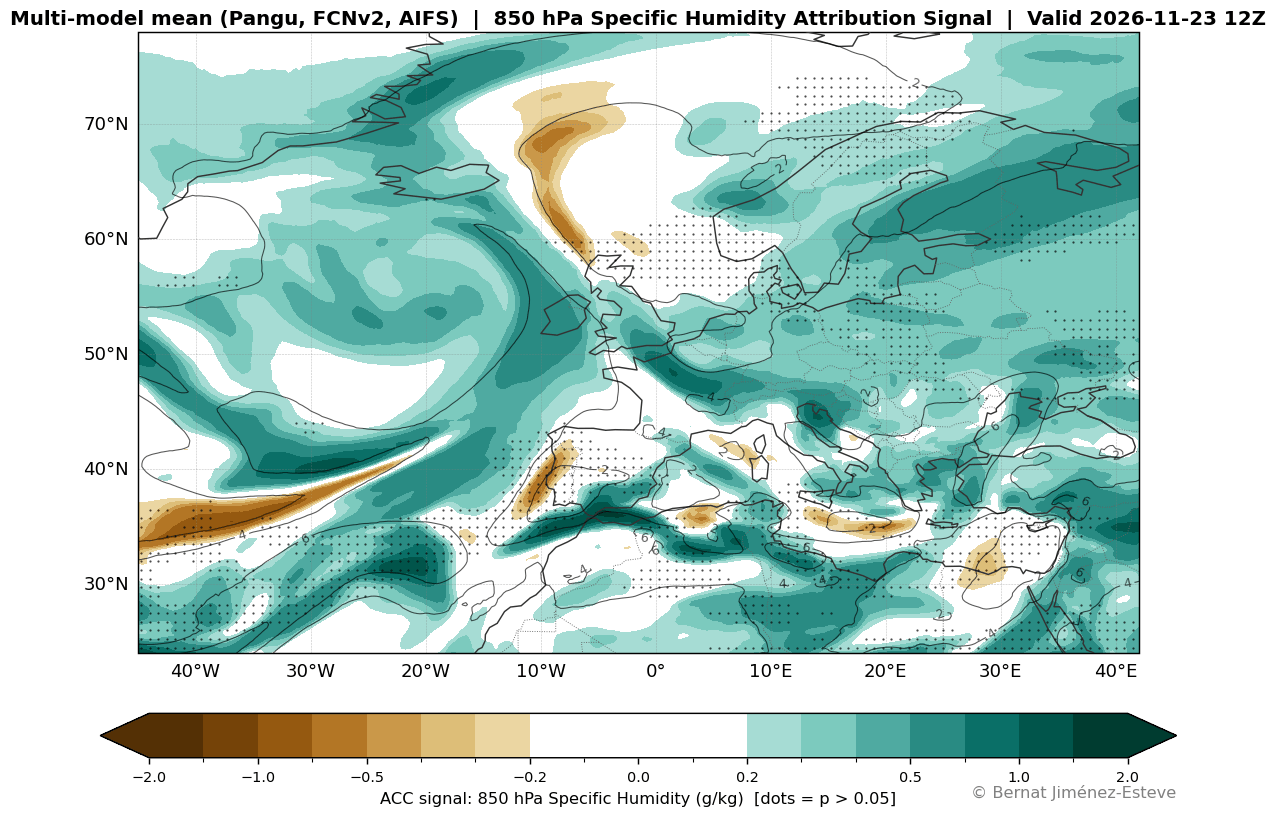 Multi-model mean (Pangu, FCNv2, AIFS) | 850 hPa Specific Humidity Attribution Signal | Valid 2026-11-23 12Z
70°N
60°N
50°N
40°N
30°N
40°W 30°W 20°W 10°W 0° 10°E 20°E 30°E 40°E
−2.0 −1.0 −0.5 −0.2 0.0 0.2 0.5 1.0 2.0
ACC signal: 850 hPa Specific Humidity (g/kg) [dots = p > 0.05]
© Bernat Jiménez-Esteve